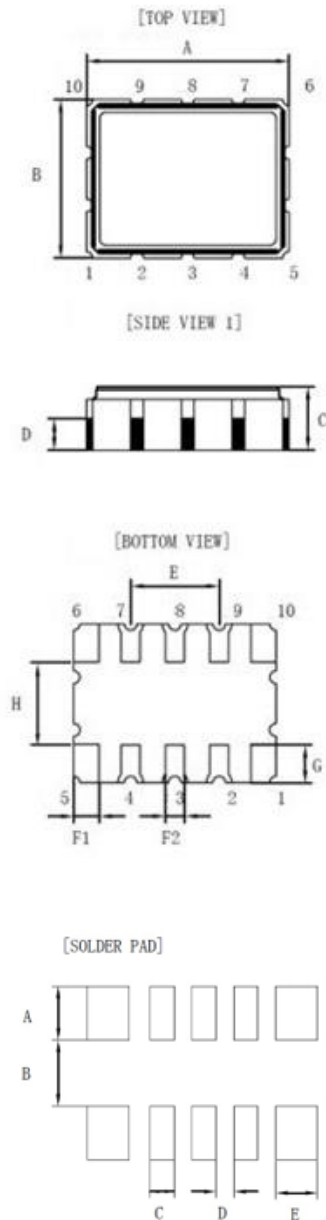 [TOP VIEW]
A
10 9 8 7 6
B
1 2 3 4 5
[SIDE VIEW 1]
D C
[BOTTOM VIEW]
E
6 7 8 9 10
H
G
5 4 3 2 1
F1 F2
[SOLDER PAD]
A
B
C D E